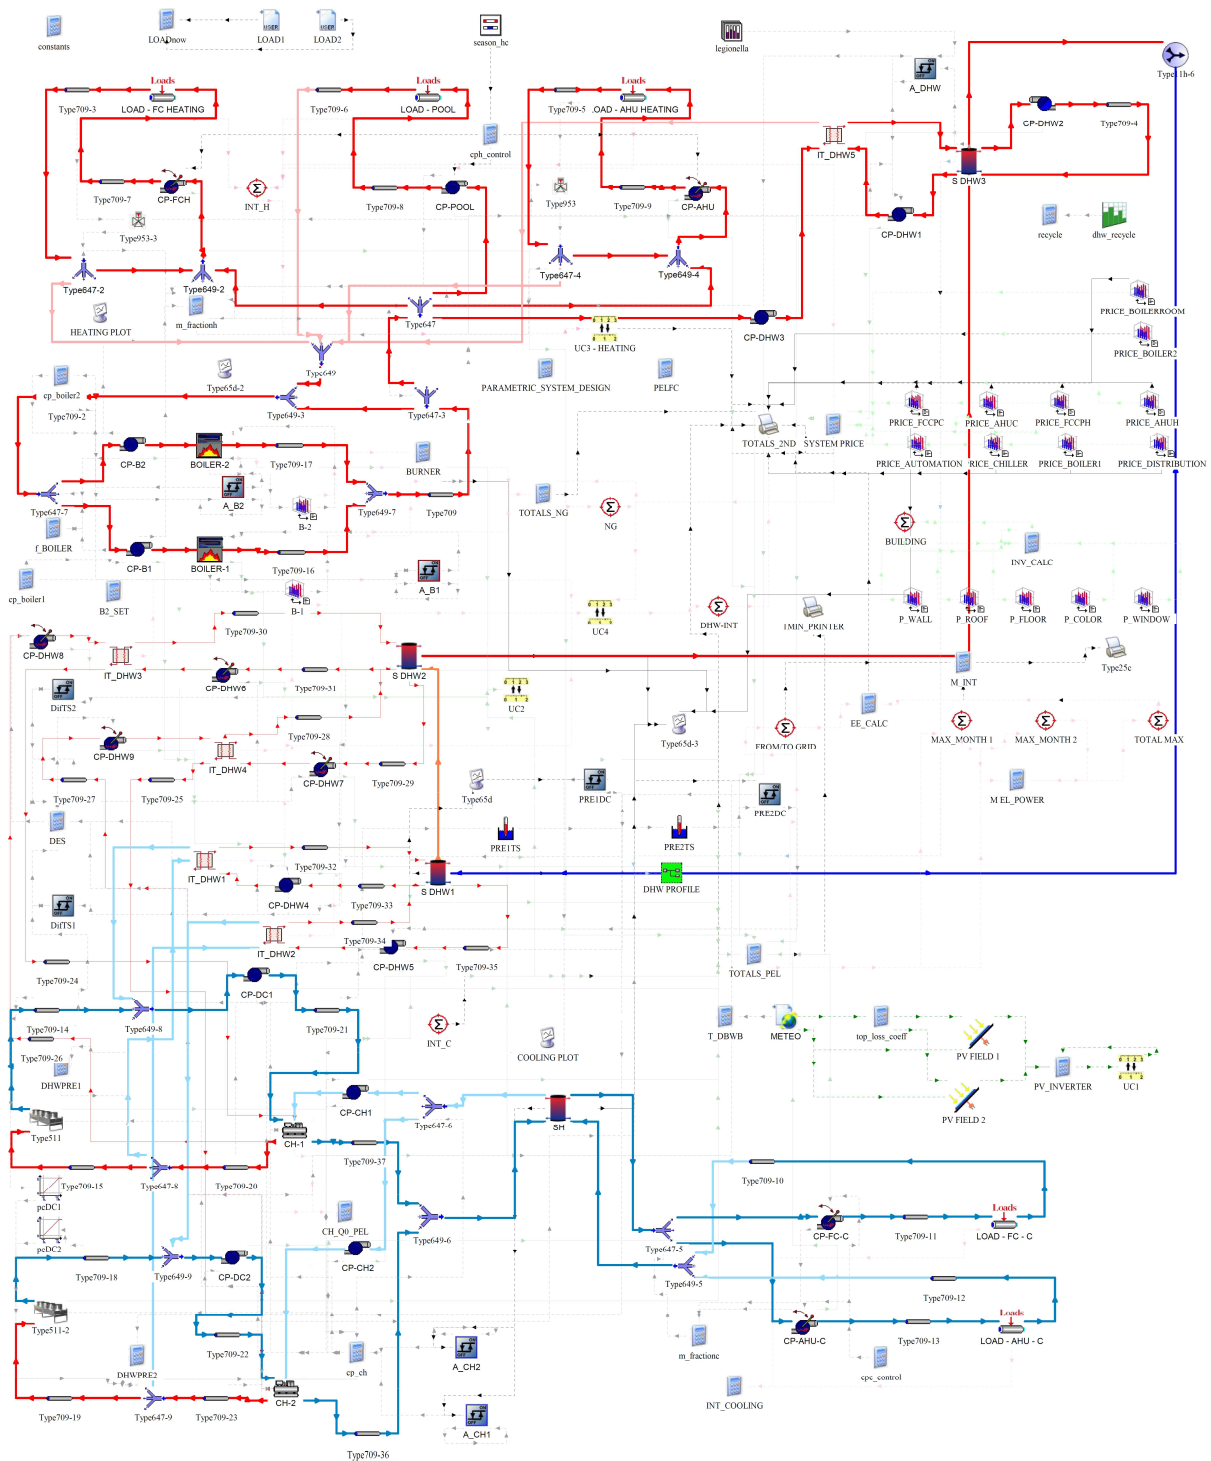 constants
LOADnow
LOAD1
LOAD2
season_hc
legionella
A_DHW
Type11h-6
Loads
Type709-3
LOAD - FC HEATING
Type709-6
Loads
LOAD - POOL
Type709-5
Loads
LOAD - AHU HEATING
CP-DHW2
Type709-4
cph_control
IT_DHW5
S DHW3
Type709-7
CP-FCH
INT_H
Type709-8
CP-POOL
Type953
Type709-9
CP-AHU
CP-DHW1
recycle
dhw_recycle
Type953-3
Type647-2
Type649-2
Type647-4
Type649-4
HEATING PLOT
m_fractionh
Type647
UC3 - HEATING
CP-DHW3
PRICE_BOILERROOM
PRICE_BOILER2
Type649
Type65d-2
PARAMETRIC_SYSTEM_DESIGN
PELFC
cp_boiler2
Type709-2
Type649-3
Type647-3
TOTALS_2ND
SYSTEM PRICE
PRICE_FCCPC
PRICE_AHUC
PRICE_FCCPH
PRICE_AHUH
CP-B2
BOILER-2
Type709-17
BURNER
PRICE_AUTOMATION
PRICE_CHILLER
PRICE_BOILER1
PRICE_DISTRIBUTION
Type647-7
A_B2
B-2
Type649-7
Type709
TOTALS_NG
NG
f_BOILER
CP-B1
BOILER-1
Type709-16
BUILDING
INV_CALC
cp_boiler1
B2_SET
B-1
A_B1
UC4
DHW-INT
1MIN_PRINTER
P_WALL
P_ROOF
P_FLOOR
P_COLOR
P_WINDOW
Type709-30
CP-DHW8
IT_DHW3
CP-DHW6
Type709-31
S DHW2
M_INT
Type25c
DifTS2
UC2
Type709-28
Type65d-3
FROM/TO GRID
EE_CALC
MAX_MONTH 1
MAX_MONTH 2
TOTAL MAX
CP-DHW9
IT_DHW4
CP-DHW7
Type709-29
Type709-27
Type709-25
Type65d
PRE1DC
PRE2DC
M EL_POWER
DES
PRE1TS
PRE2TS
IT_DHW1
Type709-32
CP-DHW4
Type709-33
S DHW1
DHW PROFILE
DifTS1
IT_DHW2
Type709-34
CP-DHW5
Type709-35
Type709-24
CP-DC1
TOTALS_PEL
Type709-14
Type649-8
Type709-21
INT_C
COOLING PLOT
T_DBWB
METEO
top_loss_coeff
PV FIELD 1
Type709-26
DHWPRE1
PV_INVERTER
UC1
CP-CH1
Type647-6
SH
PV FIELD 2
Type511
CH-1
Type709-37
Type709-15
Type647-8
Type709-20
Type709-10
pcDC1
CH_Q0_PEL
Type649-6
CP-FC-C
Type709-11
Loads
LOAD - FC - C
pcDC2
Type709-18
Type649-9
CP-DC2
CP-CH2
Type647-5
Type649-5
Type709-12
Type511-2
Type709-22
m_fractionc
CP-AHU-C
Type709-13
Loads
LOAD - AHU - C
DHWPRE2
cp_ch
A_CH2
cpc_control
Type709-19
Type647-9
Type709-23
CH-2
INT_COOLING
A_CH1
Type709-36